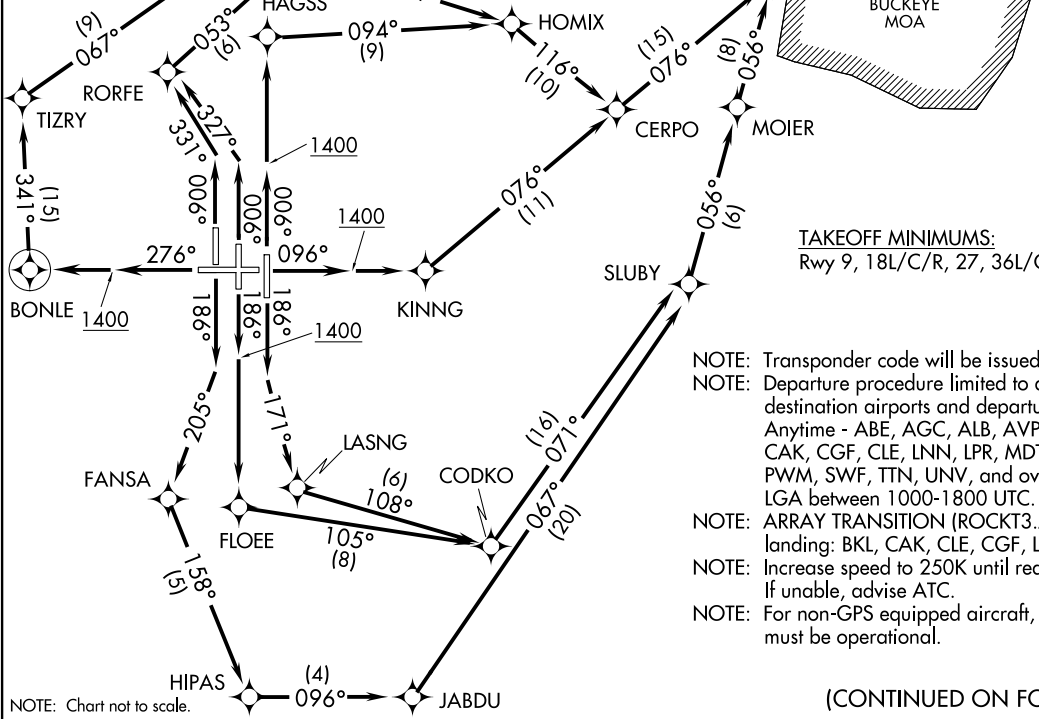 HAGSS
BUCKEYE
MOA
HOMIX
(9)
067°
053°
(6)
094°
(9)
116°
(10)
(15)
076°
(8)
056°
RORFE
TIZRY
CERPO
MOIER
327°
331°
1400
341°
(15)
006°
006°
006°
076°
(11)
056°
(6)
276°
096°
1400
TAKEOFF MINIMUMS:
Rwy 9, 18L/C/R, 27, 36L/
SLUBY
BONLE
1400
KINNG
186°
186°
186°
1400
NOTE: Transponder code will be issued
NOTE: Departure procedure limited to
destination airports and
Anytime - ABE, AGC, ALB, AVP
CAK, CGF, CLE, LNN, LPR, MDT
PWM, SWF, TTN, UNV, and
LGA between 1000-1800 UTC.
NOTE: ARRAY TRANSITION (ROCKT3.
landing: BKL, CAK, CLE, CGF,
NOTE: Increase speed to 250K until
If unable, advise ATC.
NOTE: For non-GPS equipped aircraft,
must be operational.
205°
171°
LASNG
(6)
108°
CODKO
(16)
071°
067°
(20)
FANSA
FLOEE
105°
(8)
158°
(5)
HIPAS
(4)
096°
JABDU
NOTE: Chart not to scale.
(CONTINUED ON